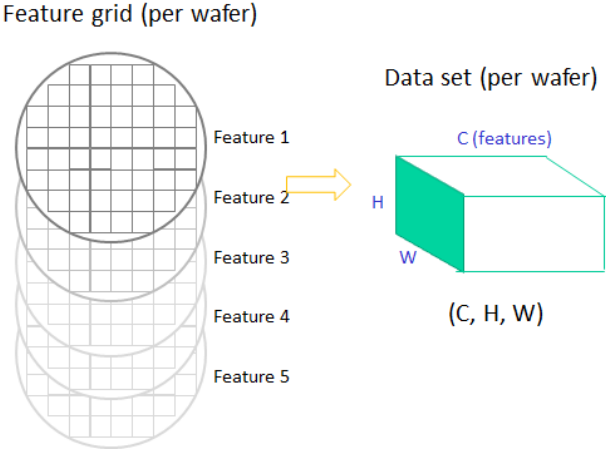 Feature grid (per wafer)
Feature 1
Feature 2
Feature 3
Feature 4
Feature 5
Data set (per wafer)
C (features)
H
W
(C, H, W)